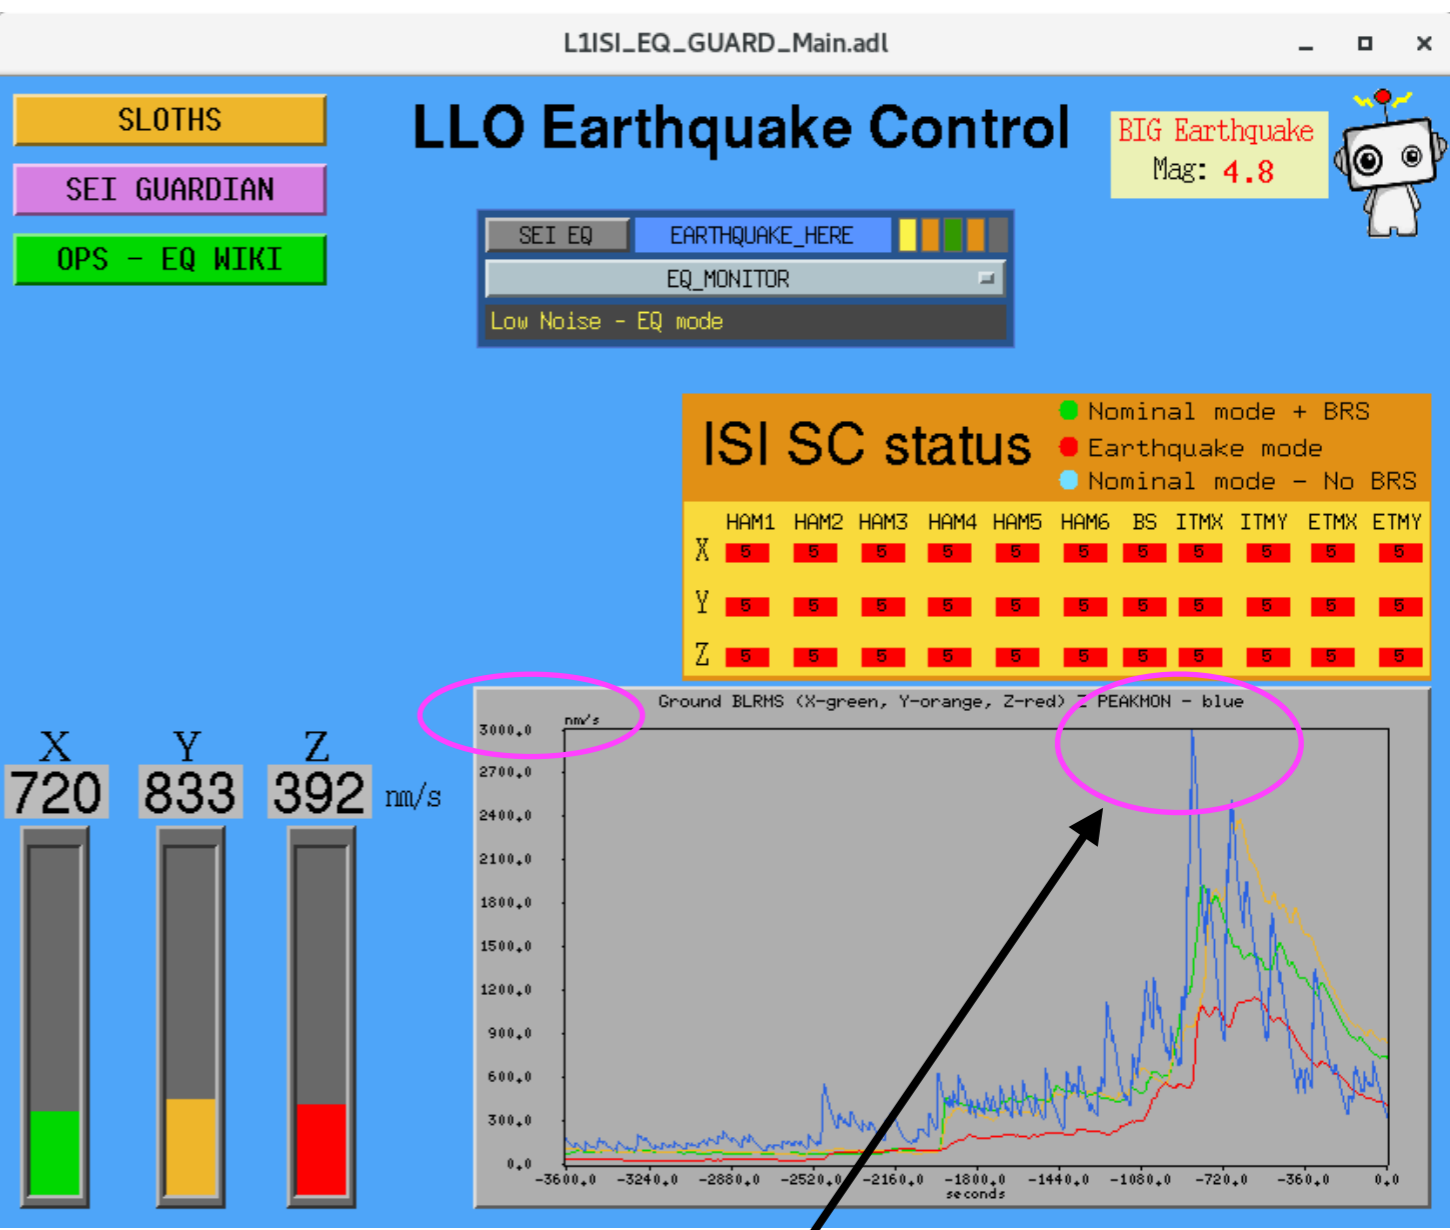 L1ISI_EQ_GUARD_Main.adl
SLOTHS
SEI GUARDIAN
OPS - EQ WIKI
LLO Earthquake Control
BIG Earthquake
Mag: 4.8
SEI EQ EARTHQUAKE_HERE
EQ_MONITOR
Low Noise - EQ mode
ISI SC status
Nominal mode + BRS
Earthquake mode
Nominal mode - No BRS
HAM1 HAM2 HAM3 HAM4 HAM5 HAM6 BS ITMX ITMY ETMX ETMY
X 5 5 5 5 5 5 5 5 5 5 5
Y 5 5 5 5 5 5 5 5 5 5 5
Z 5 5 5 5 5 5 5 5 5 5 5
X Y Z
720 833 392 nm/s
Ground BLRMS (X-green, Y-orange, Z-red) Z PEAKMON - blue
nm/s
3000.0
2700.0
2400.0
2100.0
1800.0
1500.0
1200.0
900.0
600.0
300.0
0.0
-3600.0 -3240.0 -2880.0 -2520.0 -2160.0 -1800.0 -1440.0 -1080.0 -720.0 -360.0 0.0
seconds